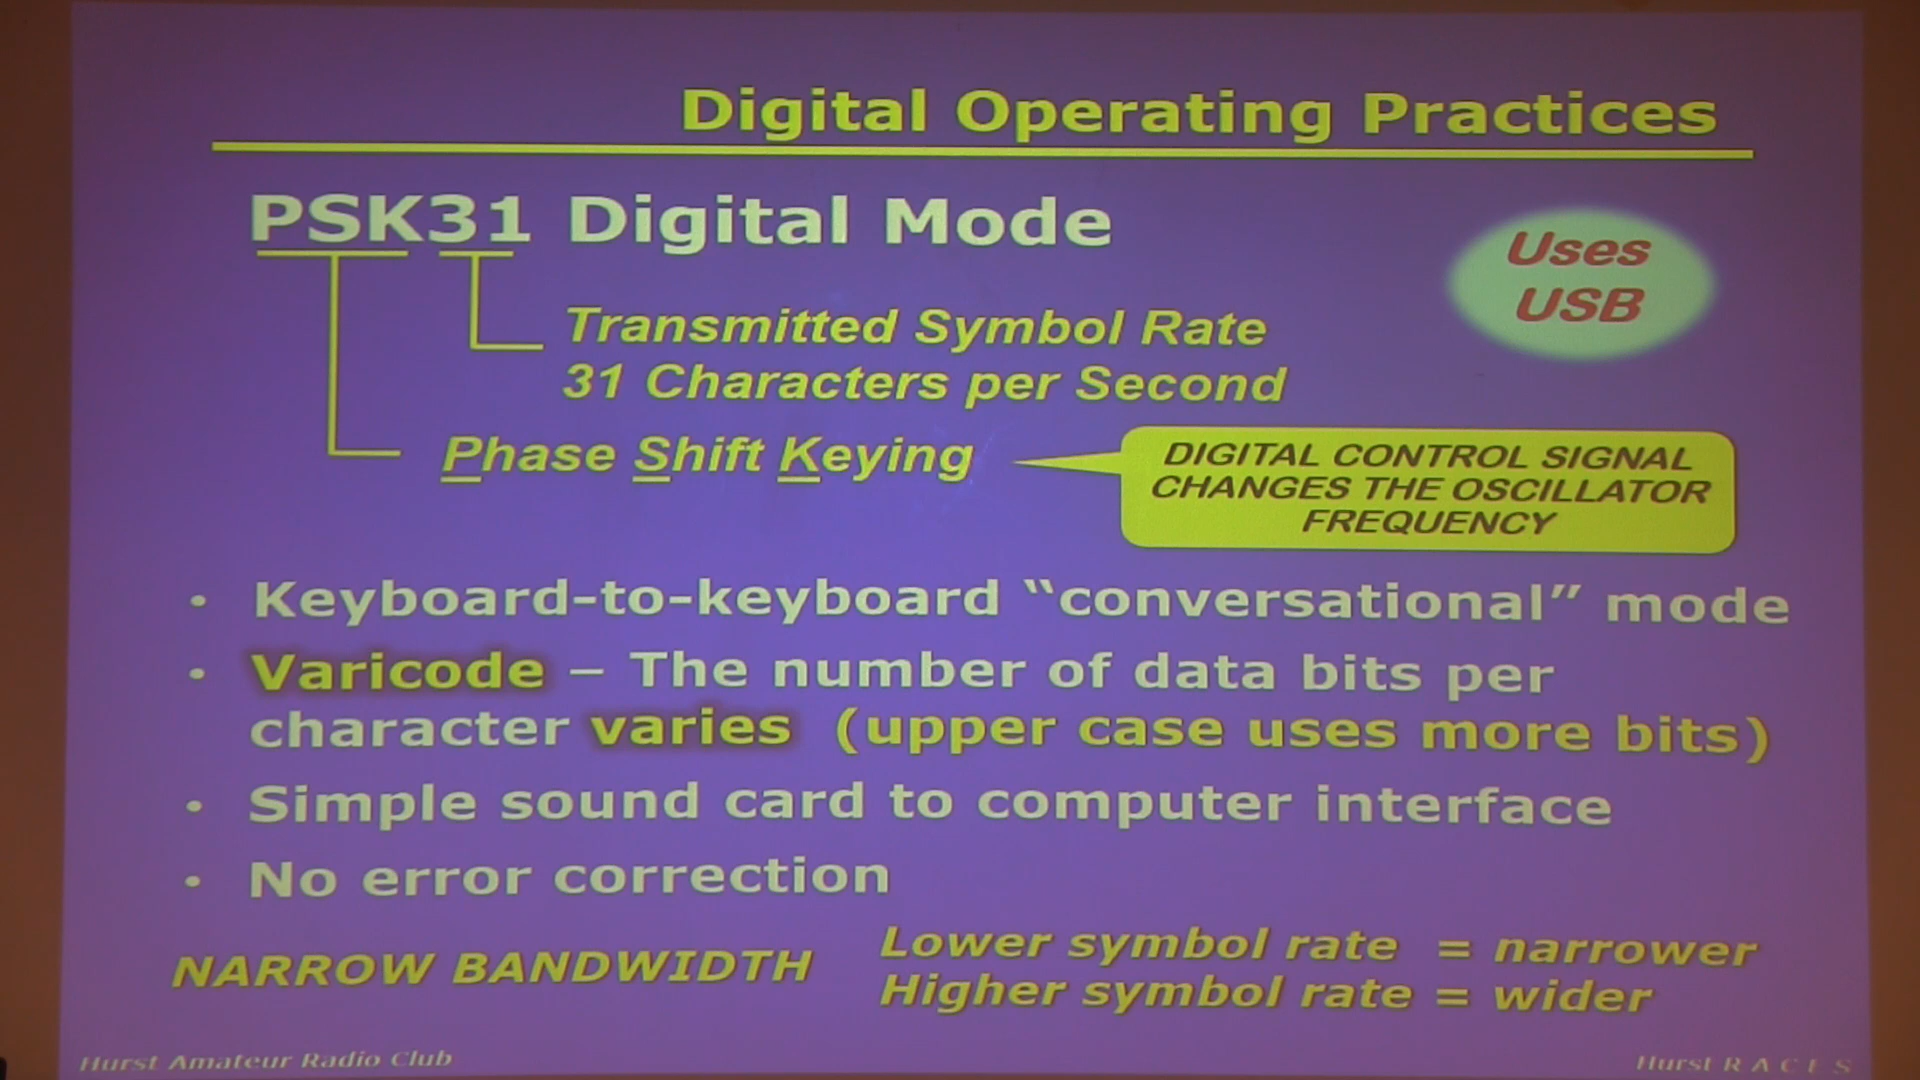 Digital Operating Practices
PSK31 Digital Mode
Uses
USB
Transmitted Symbol Rate
31 Characters per Second
Phase Shift Keying
DIGITAL CONTROL SIGNAL
CHANGES THE OSCILLATOR
FREQUENCY
• Keyboard-to-keyboard “conversational” mode
• Varicode – The number of data bits per
character varies (upper case uses more bits)
• Simple sound card to computer interface
• No error correction
NARROW BANDWIDTH
Lower symbol rate = narrower
Higher symbol rate = wider
Hurst Amateur Radio Club
Hurst R A C E S